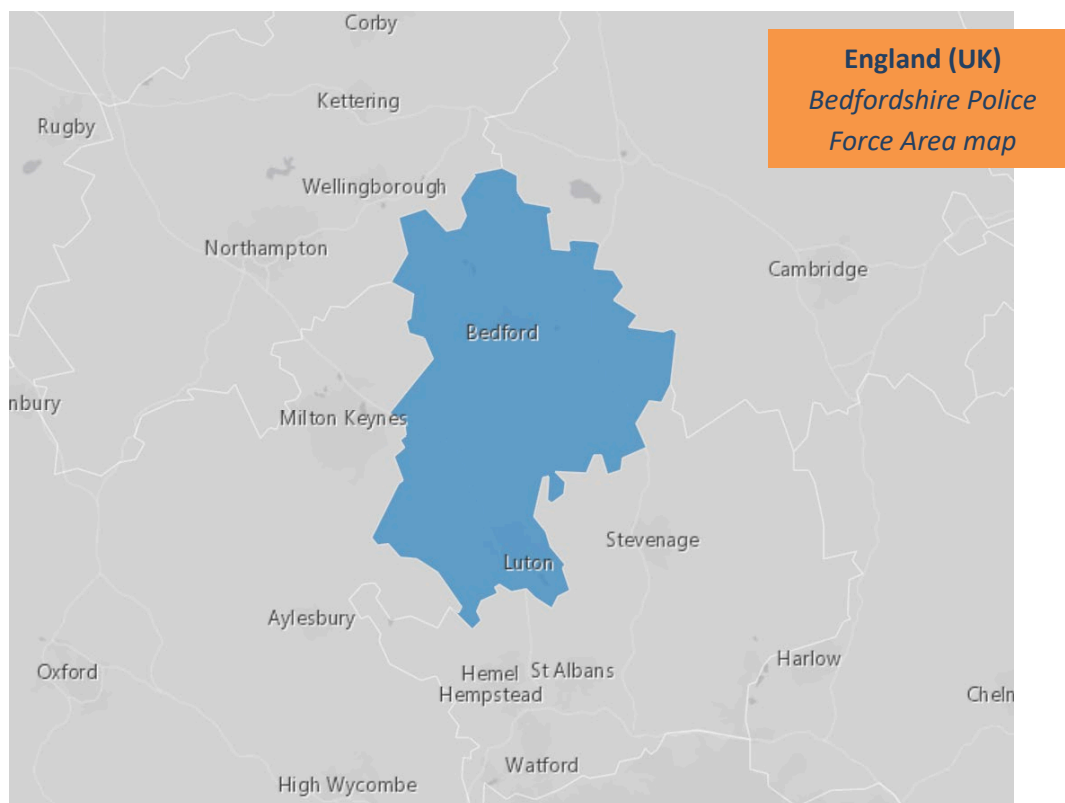 Corby
England (UK)
Bedfordshire Police
Force Area map
Kettering
Rugby
Wellingborough
Northampton
Cambridge
Bedford
nbury
Milton Keynes
Stevenage
Luton
Aylesbury
Harlow
Oxford
Hemel
Hempstead
St Albans
Cheln
Watford
High Wycombe